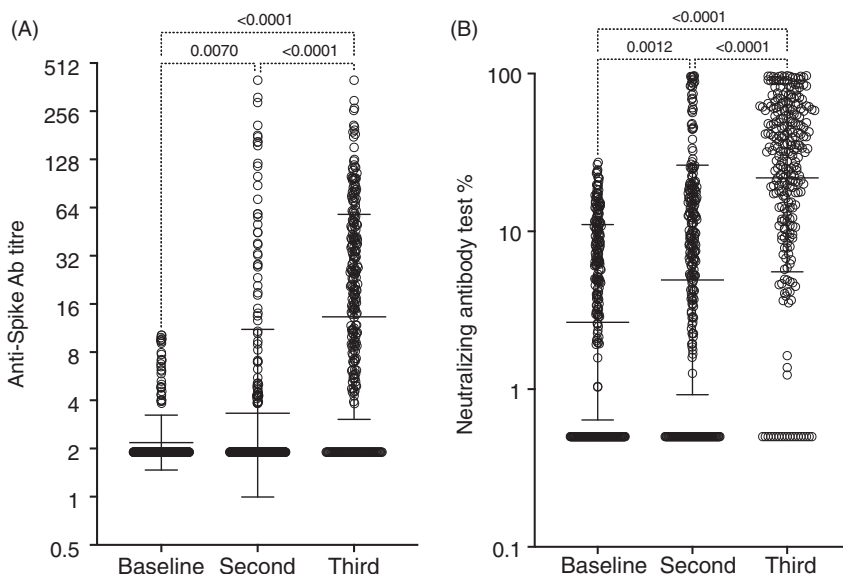 (A)
<0.0001
0.0070
<0.0001
512
256
128
64
32
16
8
4
2
1
0.5
Anti-Spike Ab titre
Baseline
Second
Third
(B)
<0.0001
0.0012
<0.0001
100
10
1
0.1
Neutralizing antibody test %
Baseline
Second
Third